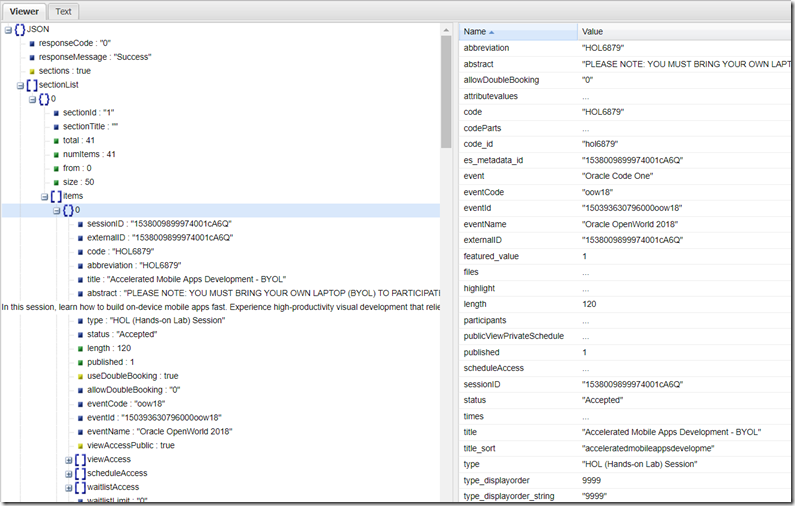 Viewer Text
JSON
responseCode : "0"
responseMessage : "Success"
sections : true
sectionList
0
sectionId : "1"
sectionTitle : ""
total : 41
numItems : 41
from : 0
size : 50
items
0
sessionID : "1538009899974001cA6Q"
externalID : "1538009899974001cA6Q"
code : "HOL6879"
abbreviation : "HOL6879"
title : "Accelerated Mobile Apps Development - BYOL"
abstract : "PLEASE NOTE: YOU MUST BRING YOUR OWN LAPTOP (BYOL) TO PARTICIPATI
In this session, learn how to build on-device mobile apps fast. Experience high-productivity visual development that relie
type : "HOL (Hands-on Lab) Session"
status : "Accepted"
length : 120
published : 1
useDoubleBooking : true
allowDoubleBooking : "0"
eventCode : "oow18"
eventId : "150393630796000oow18"
eventName : "Oracle OpenWorld 2018"
viewAccessPublic : true
viewAccess
scheduleAccess
waitlistAccess
waitlistLimit : "0"
Name Value
abbreviation "HOL6879"
abstract "PLEASE NOTE: YOU MUST BRING YOUR OWN LAPT
allowDoubleBooking "0"
attributevalues ...
code "HOL6879"
codeParts ...
code_id "hol6879"
es_metadata_id "1538009899974001cA6Q"
event "Oracle Code One"
eventCode "oow18"
eventId "150393630796000oow18"
eventName "Oracle OpenWorld 2018"
externalID "1538009899974001cA6Q"
featured_value 1
files ...
highlight ...
length 120
participants ...
publicViewPrivateSchedule ...
published 1
scheduleAccess ...
sessionID "1538009899974001cA6Q"
status "Accepted"
times ...
title "Accelerated Mobile Apps Development - BYOL"
title_sort "acceleratedmobileappsdevelopme"
type "HOL (Hands-on Lab) Session"
type_displayorder 9999
type_displayorder_string "9999"